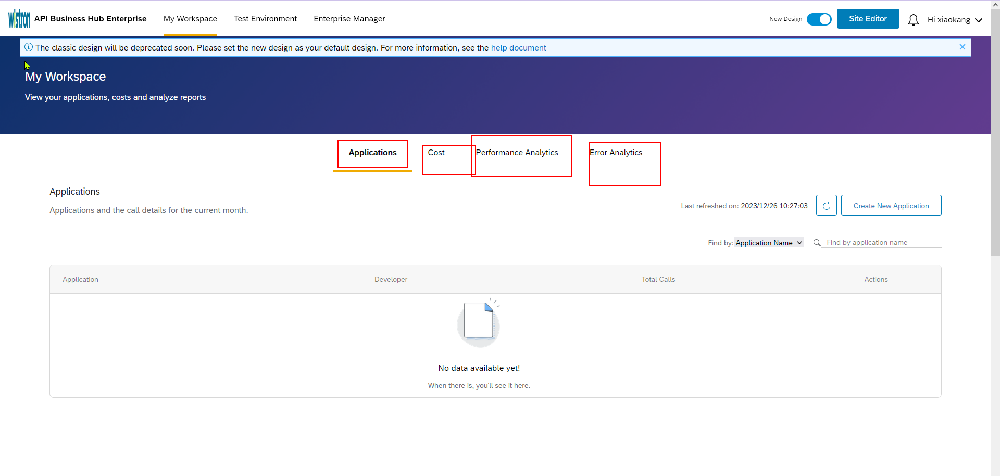 wistron API Business Hub Enterprise My Workspace Test Environment Enterprise Manager New Design Site Editor Hi xiaokang
The classic design will be deprecated soon. Please set the new design as your default design. For more information, see the help document
My Workspace
View your applications, costs and analyze reports
Applications Cost Performance Analytics Error Analytics
Applications
Applications and the call details for the current month.
Last refreshed on: 2023/12/26 10:27:03 Create New Application
Find by: Application Name Find by application name
Application Developer Total Calls Actions
No data available yet!
When there is, you'll see it here.